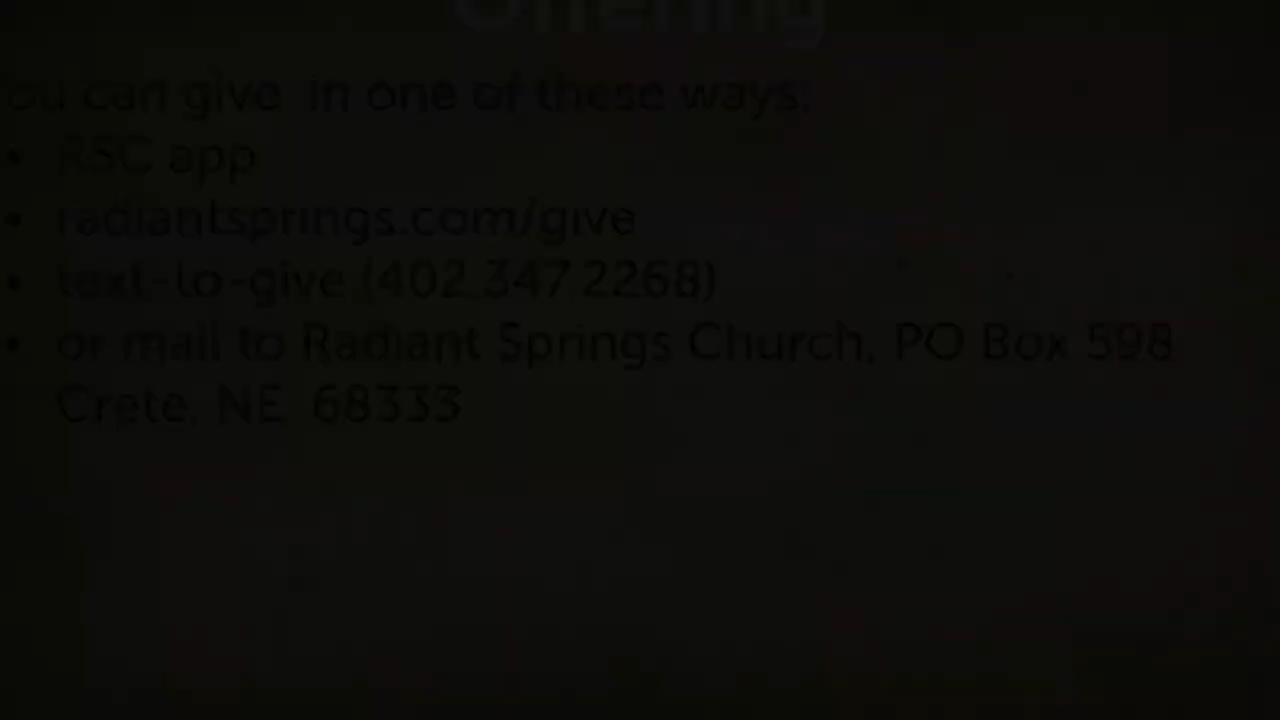 Offering
ou can give in one of these ways:
• RSC app
• radiantsprings.com/give
• text-to-give (402.347.2268)
• or mail to Radiant Springs Church, PO Box 598
Crete, NE 68333